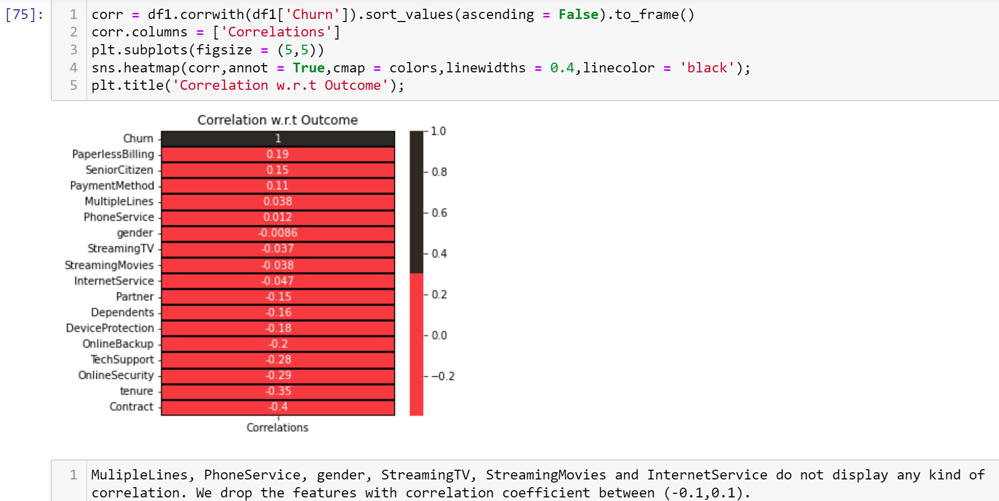 [75]:
1 corr = df1.corrwith(df1['Churn']).sort_values(ascending = False).to_frame()
2 corr.columns = ['Correlations']
3 plt.subplots(figsize = (5,5))
4 sns.heatmap(corr,annot = True,cmap = colors,linewidths = 0.4,linecolor = 'black');
5 plt.title('Correlation w.r.t Outcome');
Correlation w.r.t Outcome
Churn 1
PaperlessBilling 0.19
SeniorCitizen 0.15
PaymentMethod 0.11
MultipleLines 0.038
PhoneService 0.012
gender -0.0086
StreamingTV -0.037
StreamingMovies -0.038
InternetService -0.047
Partner -0.15
Dependents -0.16
DeviceProtection -0.18
OnlineBackup -0.2
TechSupport -0.28
OnlineSecurity -0.29
tenure -0.35
Contract -0.4
Correlations
1.0
0.8
0.6
0.4
0.2
0.0
−0.2
1 MulipleLines, PhoneService, gender, StreamingTV, StreamingMovies and InternetService do not display any kind of
correlation. We drop the features with correlation coefficient between (-0.1,0.1).